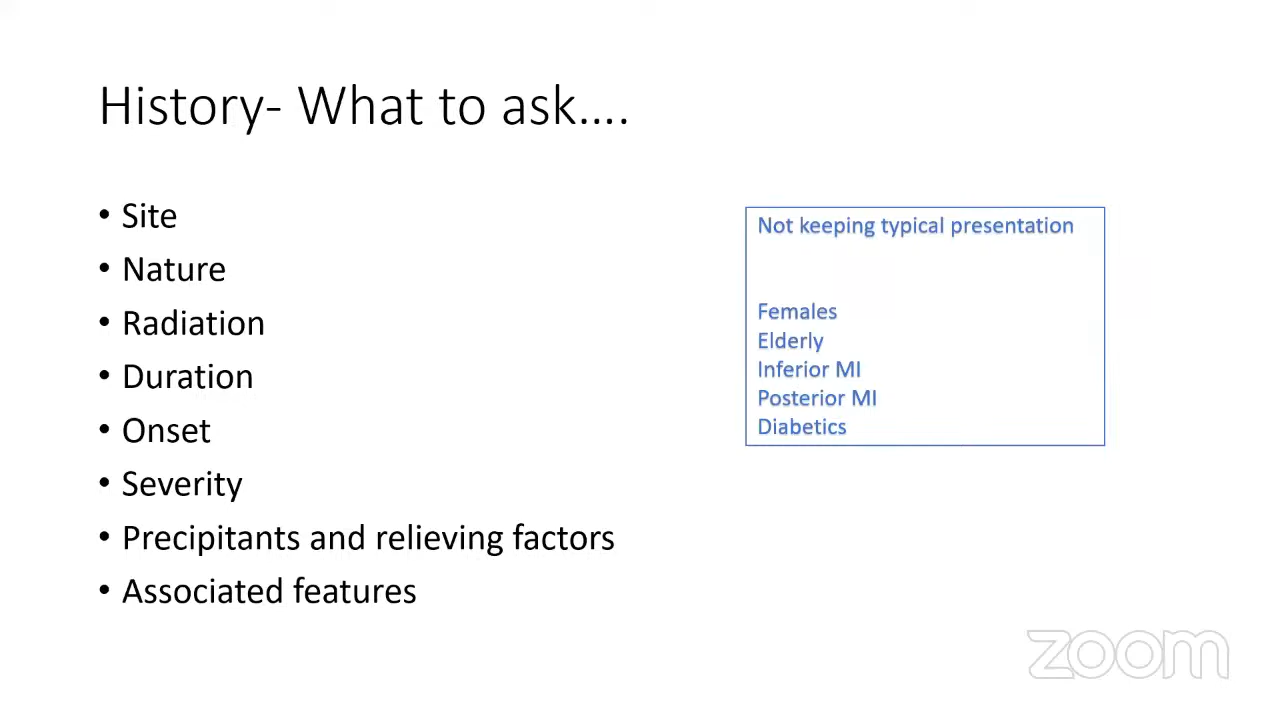 History- What to ask....
• Site
• Nature
• Radiation
• Duration
• Onset
• Severity
• Precipitants and relieving factors
• Associated features
Not keeping typical presentation
Females
Elderly
Inferior MI
Posterior MI
Diabetics
zoom